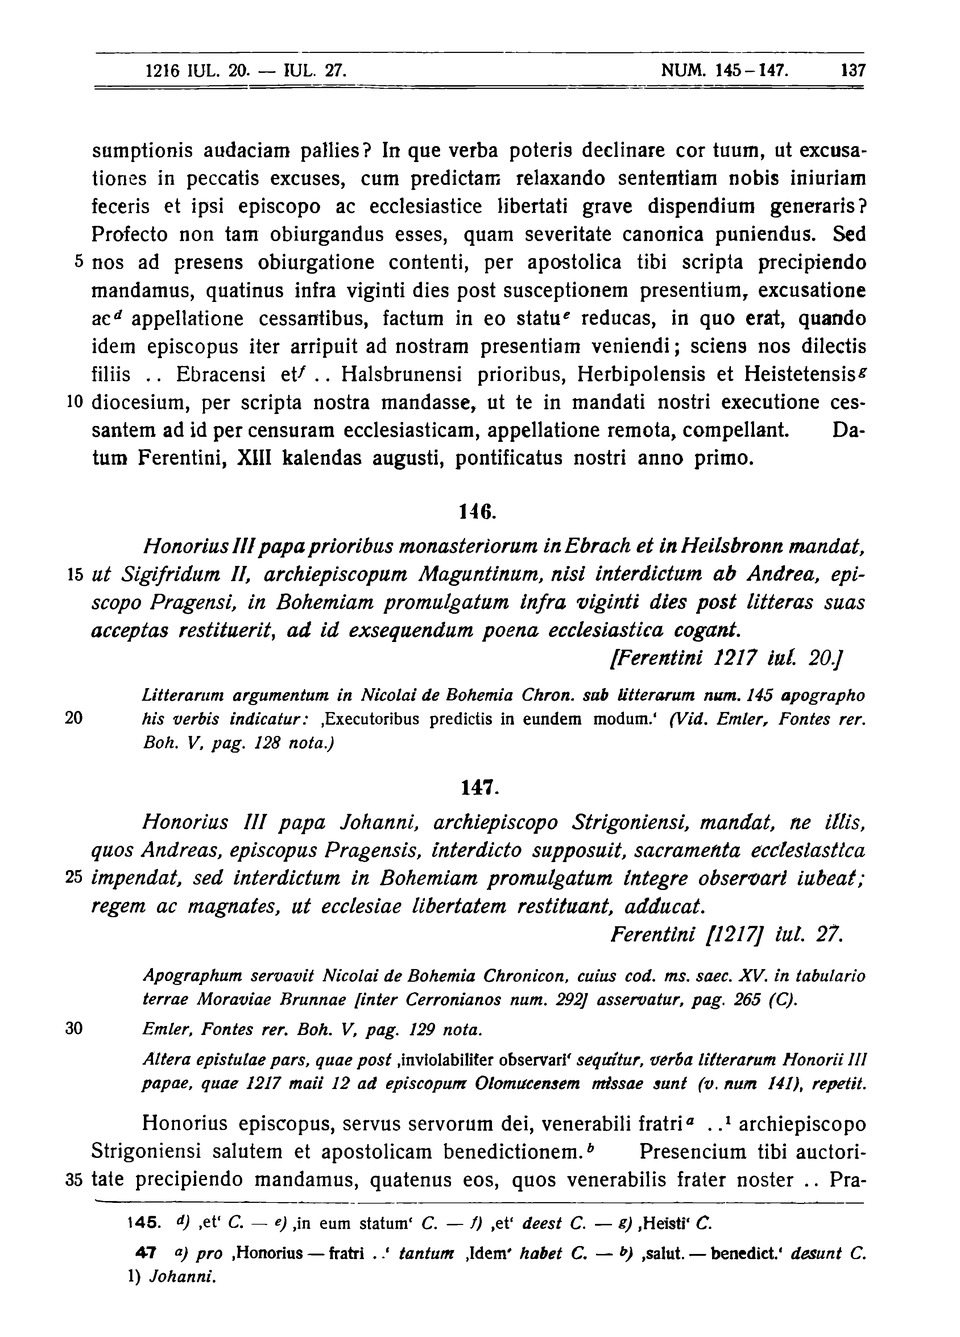 1216 IUL. 20. — IUL. 27. NUM. 145–147. 137
sumptionis audaciam pallies? In que verba poteris declinare cor tuum, ut excusa-
tiones in peccatis excuses, cum predictam relaxando sententiam nobis iniuriam
feceris et ipsi episcopo ac ecclesiastice libertati grave dispendium generaris?
Profecto non tam obiurgandus esses, quam severitate canonica puniendus. Sed
5 nos ad presens obiurgatione contenti, per apostolica tibi scripta precipiendo
mandamus, quatinus infra viginti dies post susceptionem presentium, excusatione
ac d appellatione cessantibus, factum in eo statu e reducas, in quo erat, quando
idem episcopus iter arripuit ad nostram presentiam veniendi; sciens nos dilectis
filiis .. Ebracensi et f .. Halsbrunensi prioribus, Herbipolensis et Heistetensis g
10 diocesium, per scripta nostra mandasse, ut te in mandati nostri executione ces-
santem ad id per censuram ecclesiasticam, appellatione remota, compellant. Da-
tum Ferentini, XIII kalendas augusti, pontificatus nostri anno primo.
146.
Honorius III papa prioribus monasteriorum in Ebrach et in Heilsbronn mandat,
15 ut Sigifridum II, archiepiscopum Maguntinum, nisi interdictum ab Andrea, epi-
scopo Pragensi, in Bohemiam promulgatum infra viginti dies post litteras suas
acceptas restituerit, ad id exsequendum poena ecclesiastica cogant.
[Ferentini 1217 iul. 20.]
Litterarum argumentum in Nicolai de Bohemia Chron. sub litterarum num. 145 apographo
20 his verbis indicatur: ‚Executoribus predictis in eundem modum.‘ (Vid. Emler, Fontes rer.
Boh. V, pag. 128 nota.)
147.
Honorius III papa Johanni, archiepiscopo Strigoniensi, mandat, ne illis,
quos Andreas, episcopus Pragensis, interdicto supposuit, sacramenta ecclesiastica
25 impendat, sed interdictum in Bohemiam promulgatum integre observari iubeat;
regem ac magnates, ut ecclesiae libertatem restituant, adducat.
Ferentini [1217] iul. 27.
Apographum servavit Nicolai de Bohemia Chronicon, cuius cod. ms. saec. XV. in tabulario
terrae Moraviae Brunnae [inter Cerronianos num. 292] asservatur, pag. 265 (C).
30 Emler, Fontes rer. Boh. V, pag. 129 nota.
Altera epistulae pars, quae post ‚inviolabiliter observari‘ sequitur, verba litterarum Honorii III
papae, quae 1217 maii 12 ad episcopum Olomucensem missae sunt (v. num 141), repetit.
Honorius episcopus, servus servorum dei, venerabili fratri a ..1 archiepiscopo
Strigoniensi salutem et apostolicam benedictionem. b Presencium tibi auctori-
35 tate precipiendo mandamus, quatenus eos, quos venerabilis frater noster .. Pra-
145. d) ‚et‘ C. — e) ‚in eum statum‘ C. — f) ‚et‘ deest C. — g) ‚Heisti‘ C.
47 a) pro ‚Honorius — fratri ..‘ tantum ‚Idem‘ habet C. — b) ‚salut. — benedict.‘ desunt C.
1) Johanni.